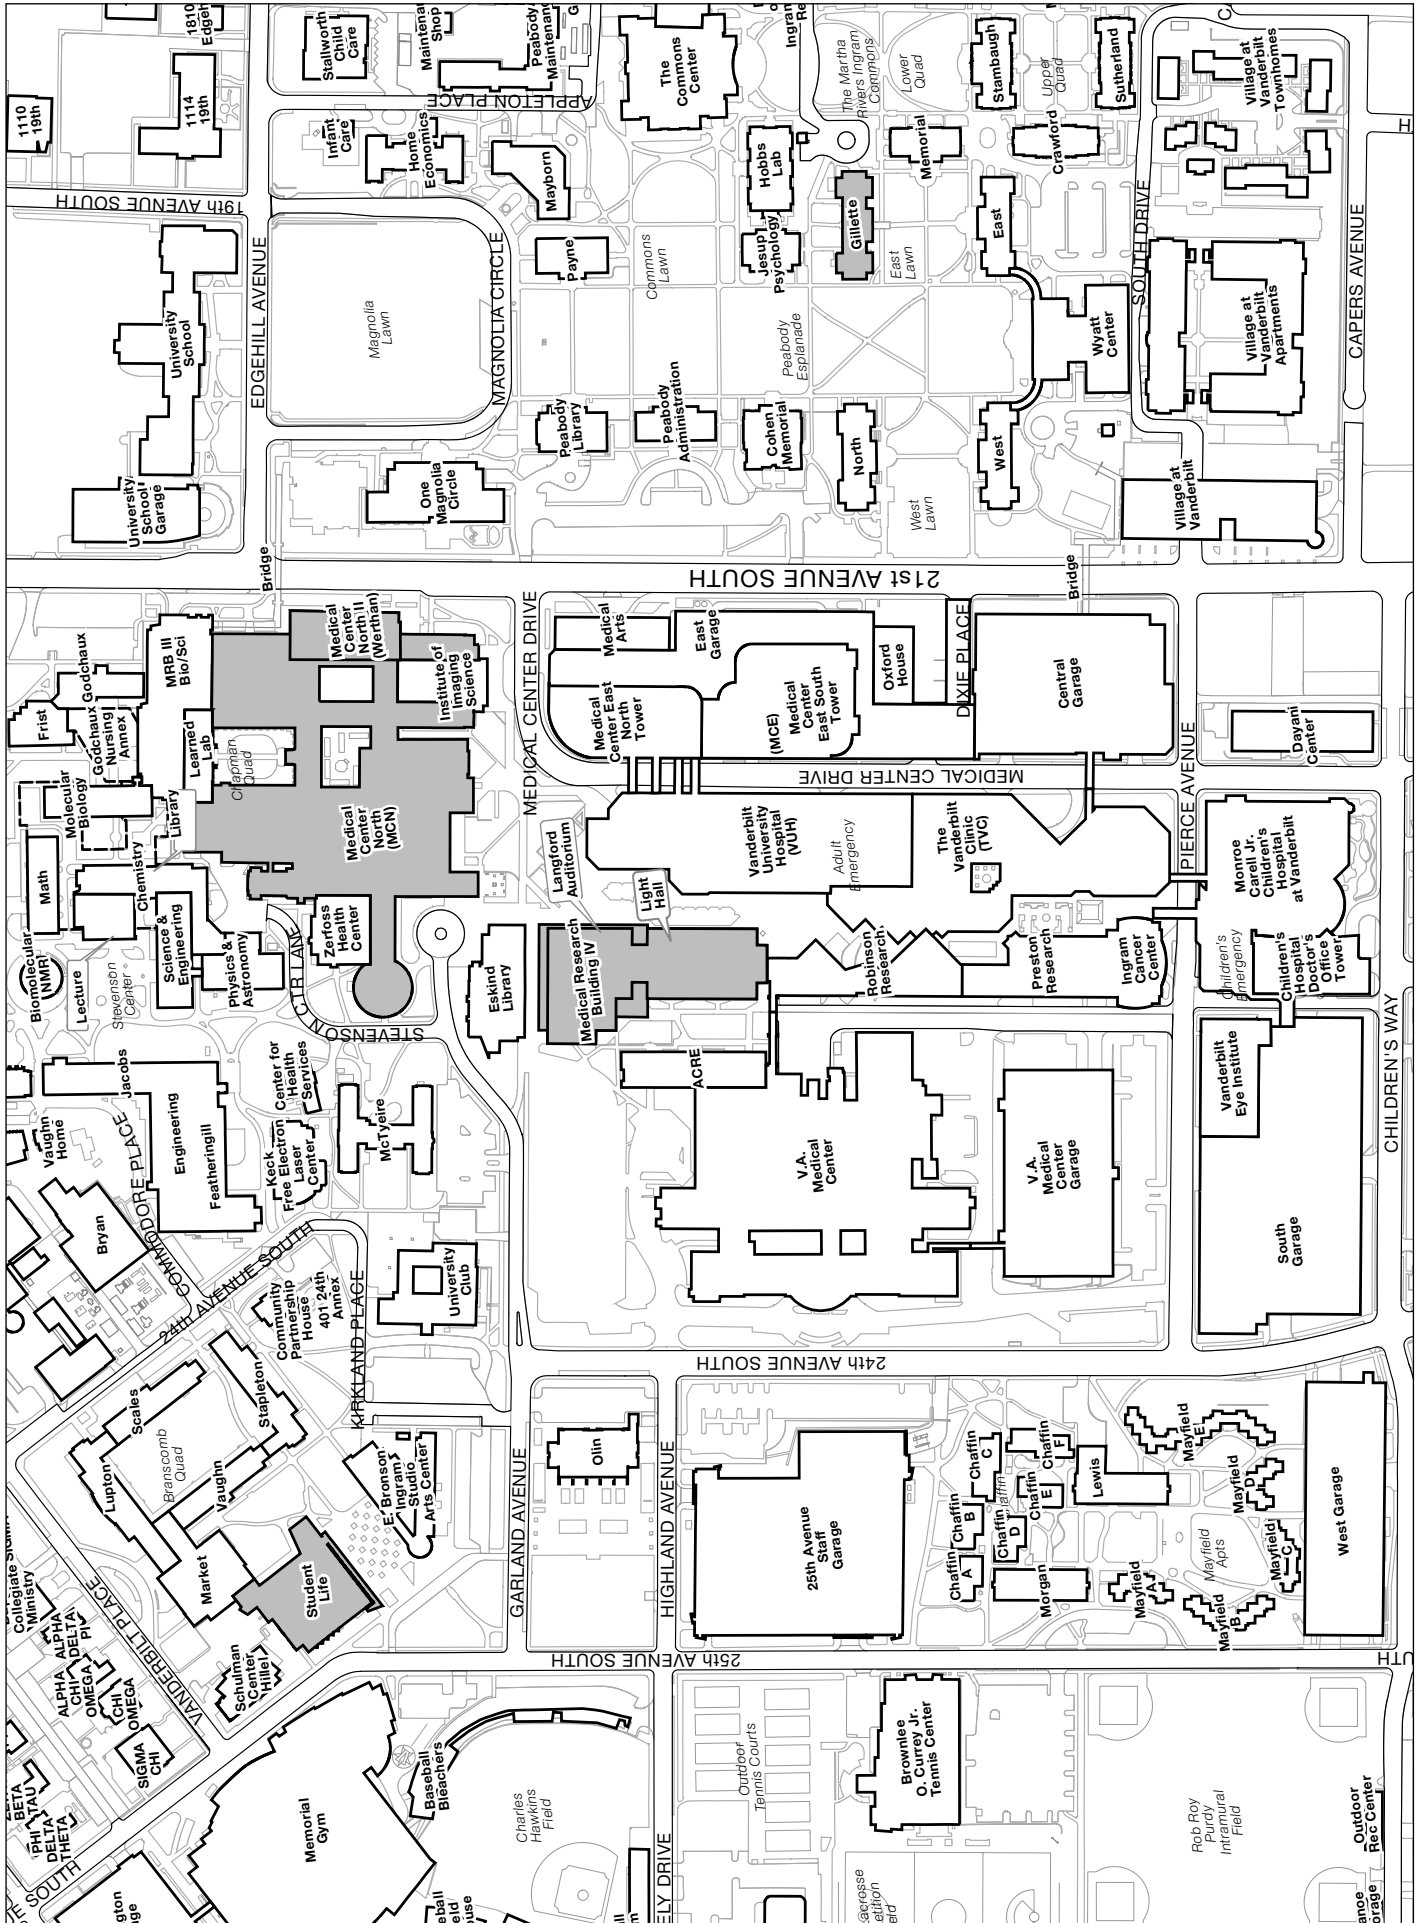 1110
19th
1114
19th
1810
Edgeh
Stallworth
Child
Care
Maintenan
Shop
Peabody
Maintenance
G
The
Commons
Center
Ingra
Re
The Martha
Rivers Ingram
Commons
Lower
Quad
Stambaugh
Upper
Quad
Sutherland
Village at
Vanderbilt
Townhomes
C
APPLETON PLACE
Infant
Care
Home
Economics
Mayborn
Hobbs
Lab
Memorial
Crawford
H
19th AVENUE SOUTH
University
School
EDGEHILL AVENUE
Magnolia
Lawn
MAGNOLIA CIRCLE
Payne
Commons
Lawn
Jesup
Psychology
Gillette
East
Lawn
East
SOUTH DRIVE
Village at
Vanderbilt
Apartments
CAPERS AVENUE
University
School
Garage
One
Magnolia
Circle
Peabody
Library
Peabody
Administration
Cohen
Memorial
Peabody
Esplanade
North
West
Lawn
West
Wyatt
Center
Village at
Vanderbilt
Bridge
21st AVENUE SOUTH
Bridge
Frist
Godchaux
Godchaux
Nursing
Annex
MRB III
Bio/Sci
Learned
Lab
Chapman
Quad
Medical
Center
North II
(Werthan)
Institute of
Imaging
Science
MEDICAL CENTER DRIVE
Medical
Arts
East
Garage
Medical
Center East
North
Tower
(MCE)
Medical
Center
East South
Tower
Oxford
House
DIXIE PLACE
Central
Garage
PIERCE AVENUE
Dayani
Center
MEDICAL CENTER DRIVE
Math
Molecular
Biology
Library
Chemistry
Medical
Center
North
(MCN)
Langford
Auditorium
Light
Hall
Vanderbilt
University
Hospital
(VUH)
Adult
Emergency
The
Vanderbilt
Clinic
(TVC)
Monroe
Carell Jr.
Children's
Hospital
at Vanderbilt
Biomolecular
(NMR)
Lecture
Stevenson
Center
Science &
Engineering
Physics &
Astronomy
Zerfoss
Health
Center
STEVENSON CTR LANE
Eskind
Library
Medical Research
Building IV
Robinson
Research
Preston
Research
Ingram
Cancer
Center
Children's
Emergency
Children's
Hospital
Doctor's
Office
Tower
Vaughn
Home
Jacobs
Engineering
Featheringill
Center for
Health
Services
Keck
Free Electron
Laser
Center
McTyeire
ACRE
V.A.
Medical
Center
V.A.
Medical
Center
Garage
Vanderbilt
Eye Institute
South
Garage
CHILDREN'S WAY
Bryan
COMMODORE PLACE
24th AVENUE SOUTH
Community
Partnership
House
401 24th
Annex
KIRKLAND PLACE
University
Club
24th AVENUE SOUTH
Scales
Stapleton
Lupton
Branscomb
Quad
Vaughn
Market
Student
Life
E. Bronson
Ingram
Studio
Arts Center
GARLAND AVENUE
Olin
HIGHLAND AVENUE
25th Avenue
Staff
Garage
Chaffin
A
Chaffin
B
Chaffin
C
Chaffin
D
Chaffin
E
Chaffin
F
Morgan
Lewis
Mayfield
A
Mayfield
B
Mayfield
C
Mayfield
D
Mayfield
E
Mayfield
Apts
West Garage
Collegiate
Ministry
ALPHA
DELTA
PI
ALPHA
CHI
OMEGA
CHI
OMEGA
SIGMA
CHI
VANDERBILT PLACE
Schulman
Center
Hillel
25th AVENUE SOUTH
UTH
BETA
TAU
PHI
DELTA
THETA
UE SOUTH
Memorial
Gym
Baseball
Bleachers
Charles
Hawkins
Field
ELY DRIVE
Outdoor
Tennis Courts
Brownlee
O. Currey Jr.
Tennis Center
Rob Roy
Purdy
Intramural
Field
Outdoor
Rec Center